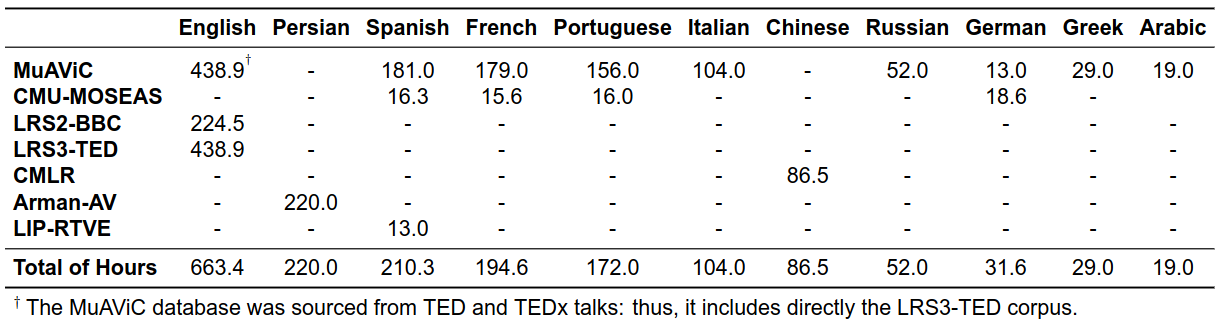 English Persian Spanish French Portuguese Italian Chinese Russian German Greek Arabic
MuAViC 438.9† - 181.0 179.0 156.0 104.0 - 52.0 13.0 29.0 19.0
CMU-MOSEAS - - 16.3 15.6 16.0 - - - 18.6 -
LRS2-BBC 224.5 - - - - - - - - - -
LRS3-TED 438.9 - - - - - - - - - -
CMLR - - - - - - 86.5 - - - -
Arman-AV - 220.0 - - - - - - - - -
LIP-RTVE - - 13.0 - - - - - - - -
Total of Hours 663.4 220.0 210.3 194.6 172.0 104.0 86.5 52.0 31.6 29.0 19.0
† The MuAViC database was sourced from TED and TEDx talks: thus, it includes directly the LRS3-TED corpus.